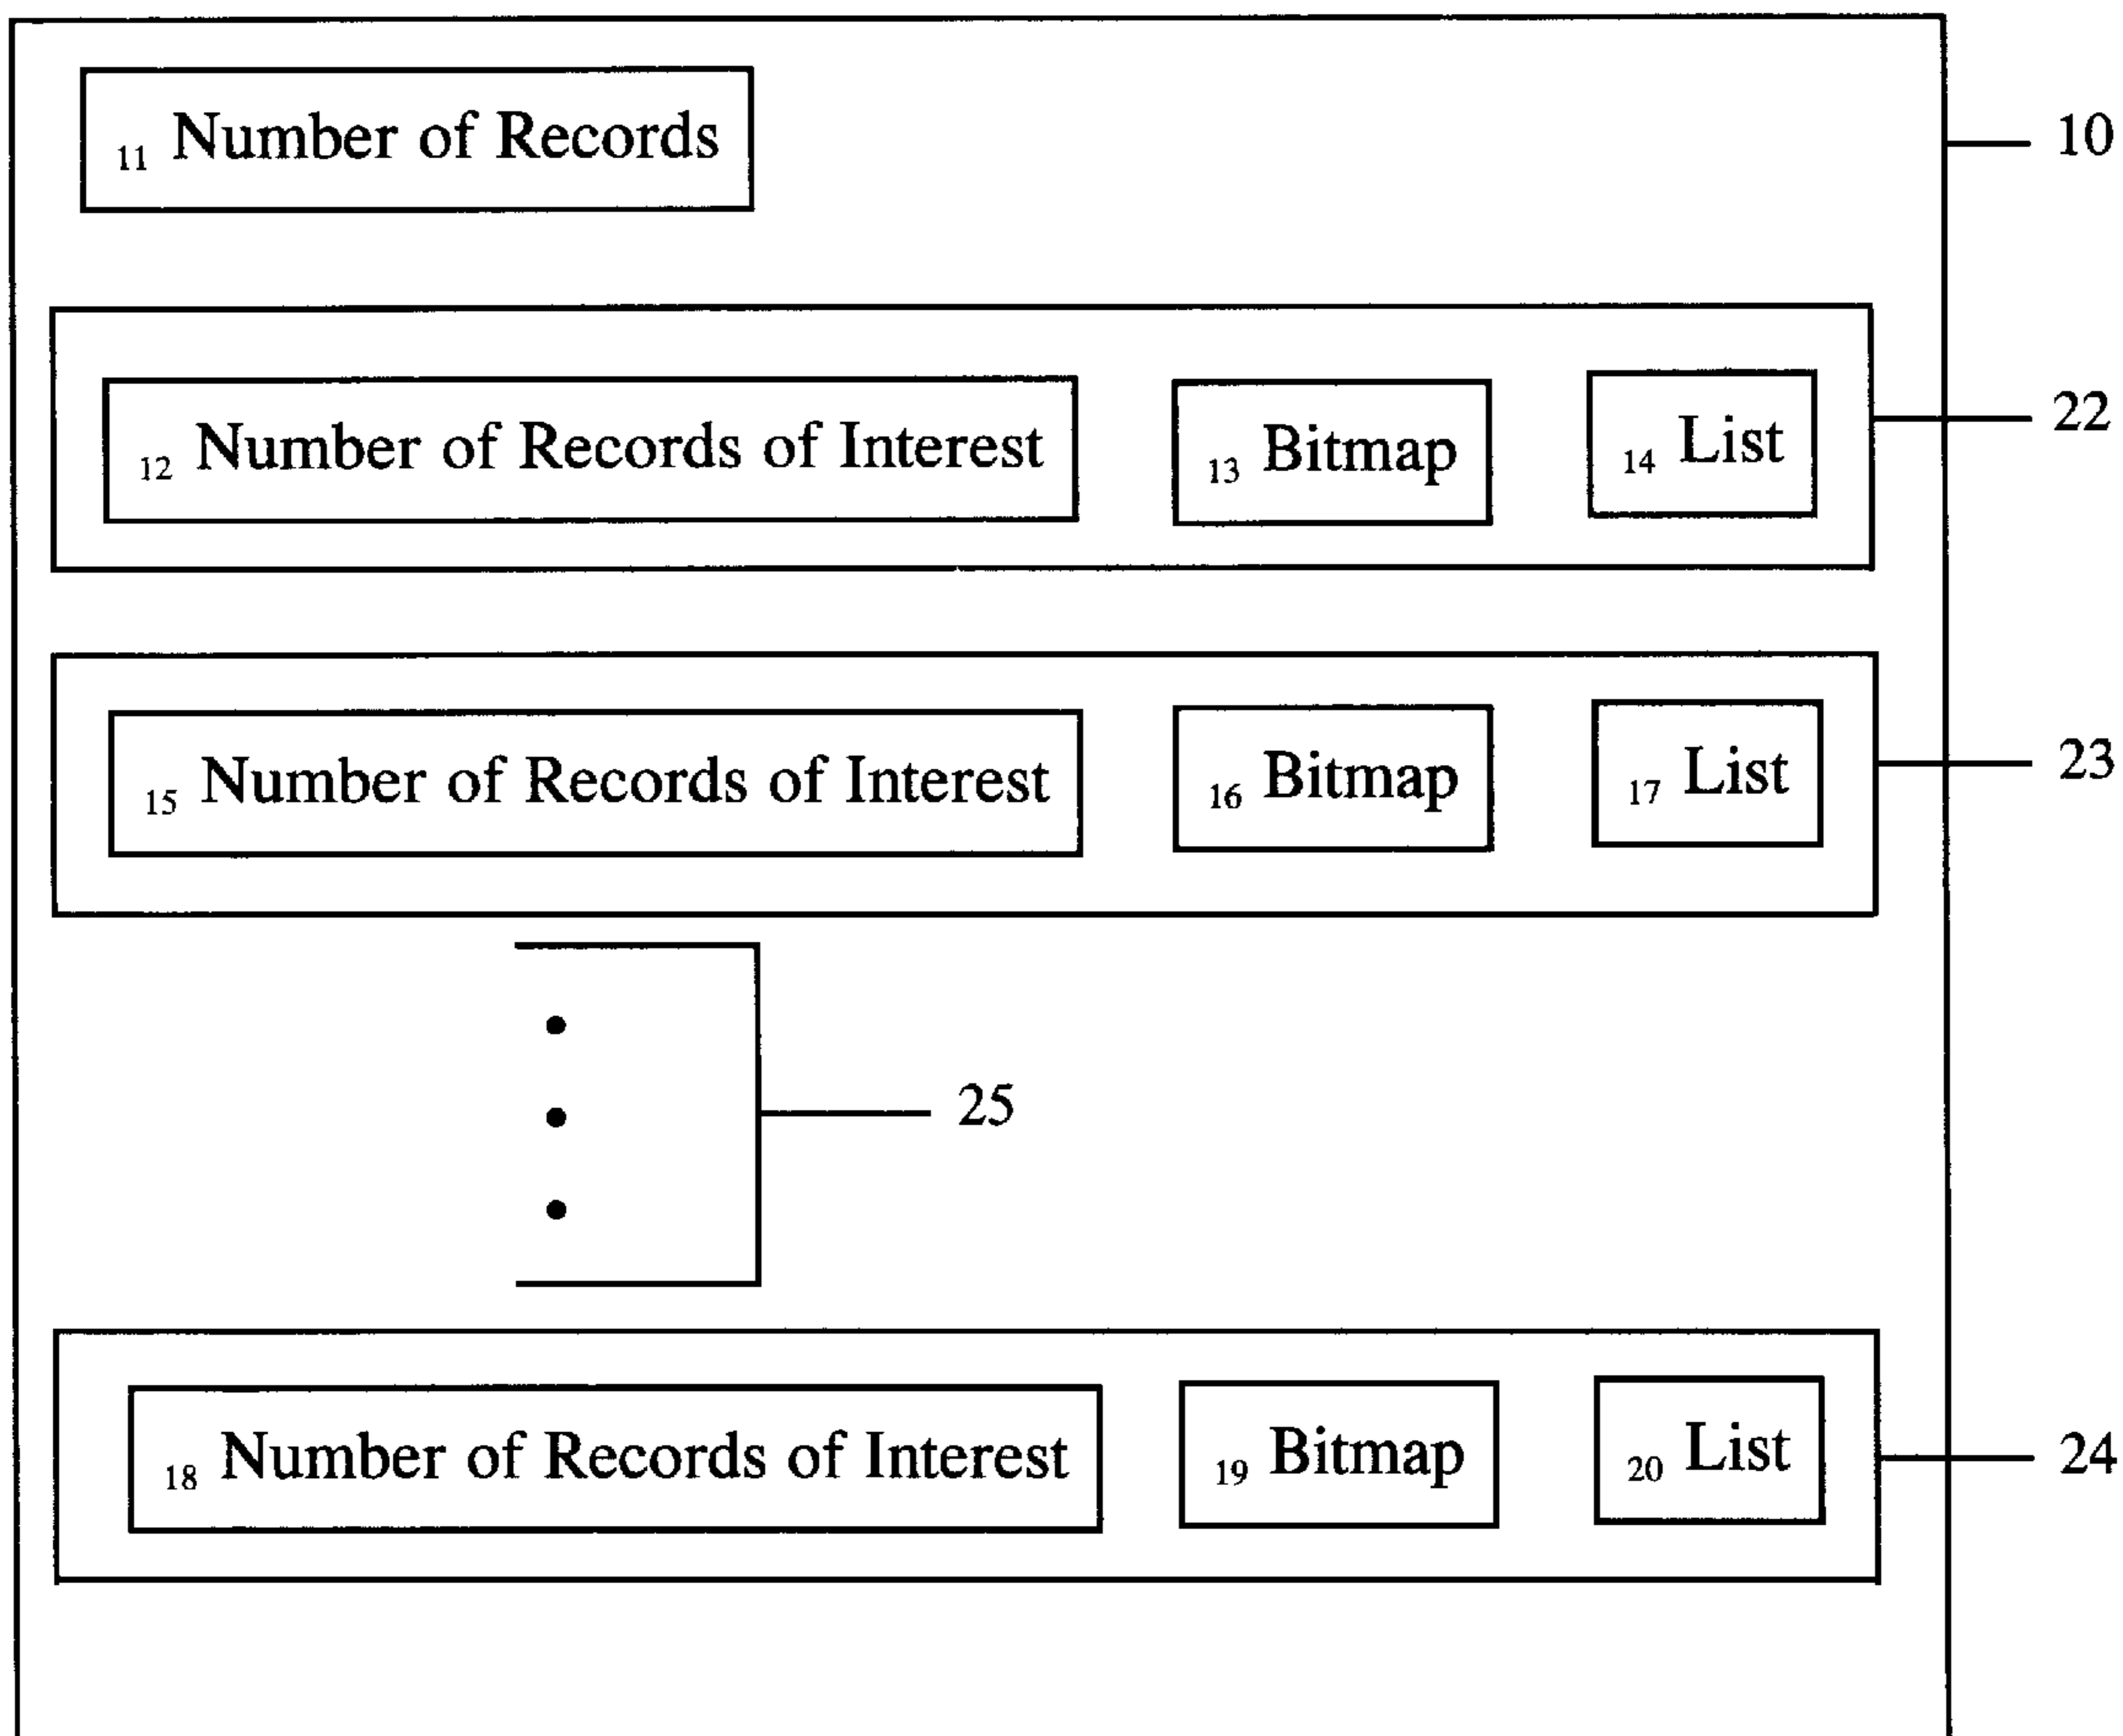 11 Number of Records
10
12 Number of Records of Interest 13 Bitmap 14 List
22
15 Number of Records of Interest 16 Bitmap 17 List
23
25
18 Number of Records of Interest 19 Bitmap 20 List
24